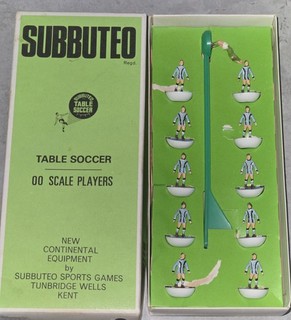 SUBBUTEO
Regd
SUBBUTEO
TABLE
SOCCER
TABLE SOCCER
OO SCALE PLAYERS
NEW
CONTINENTAL
EQUIPMENT
by
SUBBUTEO SPORTS GAMES
TUNBRIDGE WELLS
KENT